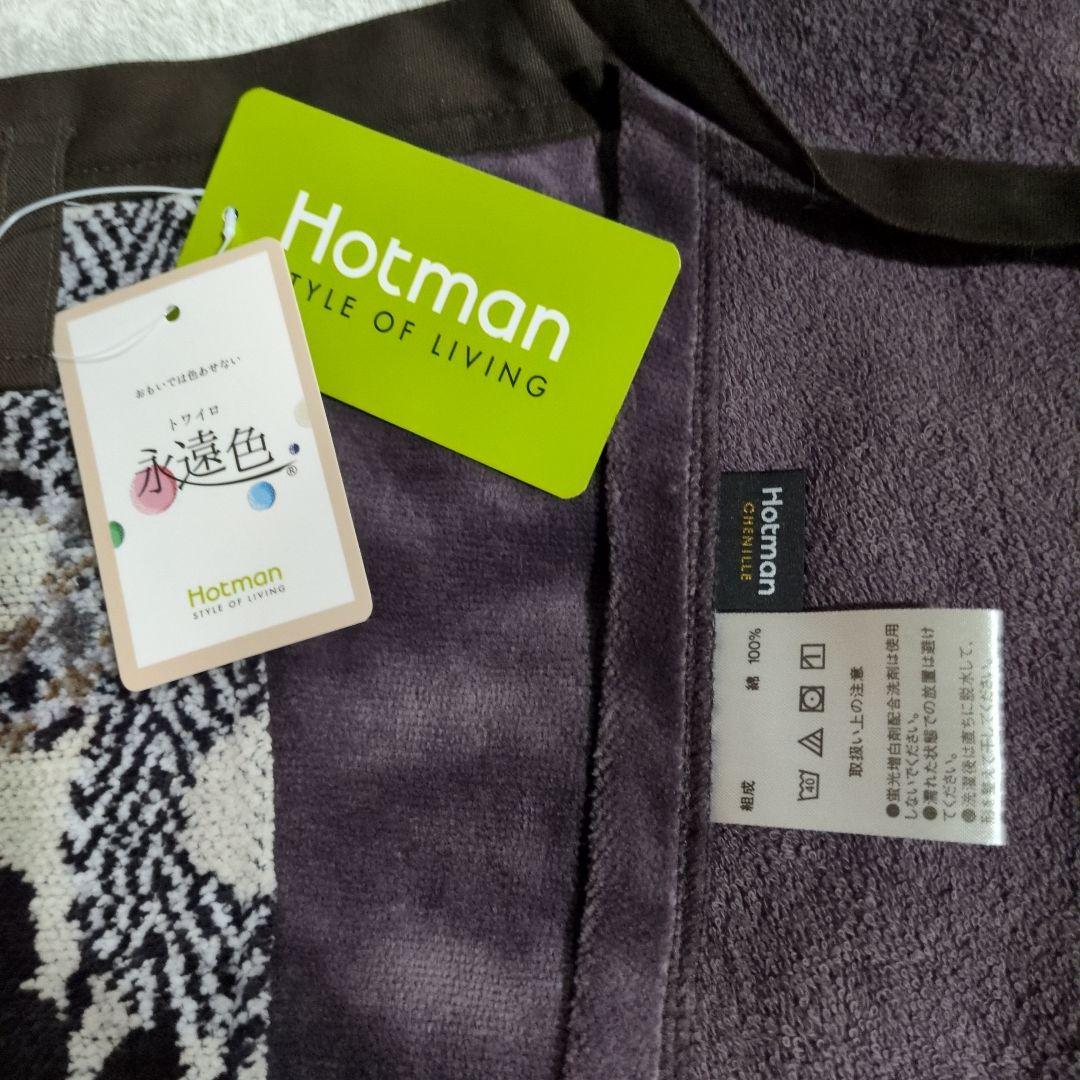 Hotman
STYLE OF LIVING
おもいでは色あせない
トワイロ
永遠色®
Hotman
STYLE OF LIVING
Hotman
CHENILLE
組成 綿 100%
40
取扱い上の注意
●蛍光増白剤配合洗剤は使用
しないでください。
●濡れた状態での放置は避け
てください。
●洗濯後は直ちに脱水して、
形を整えて干してください。